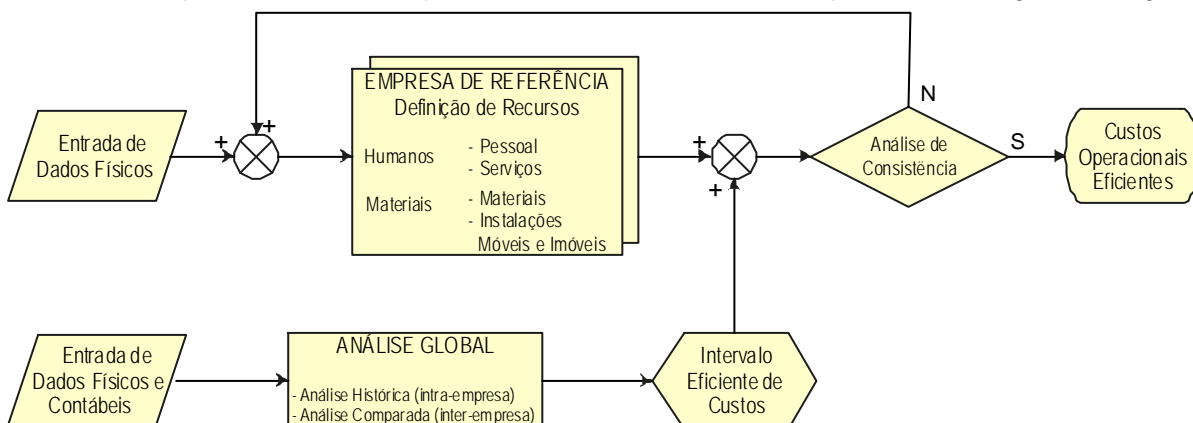 N
EMPRESA DE REFERÊNCIA
Definição de Recursos
Humanos
- Pessoal
- Serviços
Materiais
- Materiais
- Instalações
Móveis e Imóveis
Entrada de
Dados Físicos
+
+
+
+
Análise de
Consistência
S
Custos
Operacionais
Eficientes
Entrada de
Dados Físicos e
Contábeis
ANÁLISE GLOBAL
- Análise Histórica (intra-empresa)
- Análise Comparada (inter-empresa)
Intervalo
Eficiente de
Custos